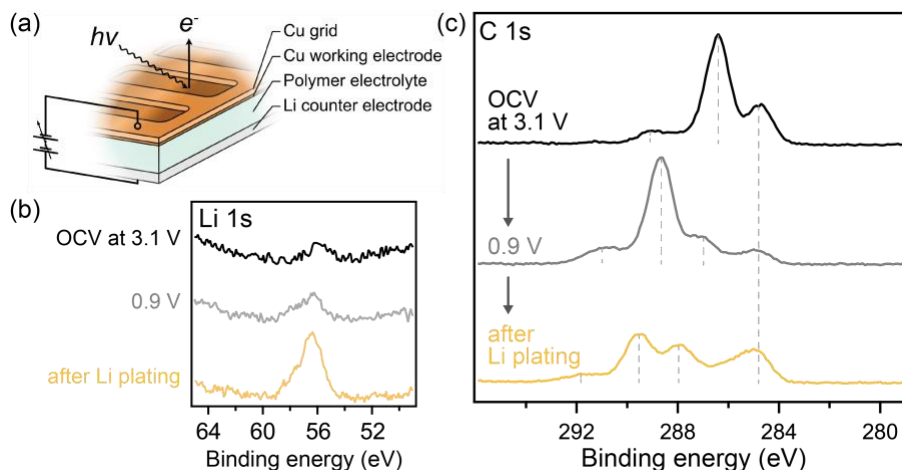 (a)
hv
e-
Cu grid
Cu working electrode
Polymer electrolyte
Li counter electrode
(b)
Li 1s
OCV at 3.1 V
0.9 V
after Li plating
64 60 56 52
Binding energy (eV)
(c)
C 1s
OCV
at 3.1 V
0.9 V
after
Li plating
292 288 284 280
Binding energy (eV)